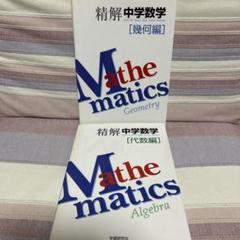 精解 中学数学
[幾何編]
Mathe
matics
Geometry
精解 中学数学
[代数編]
Mathe
matics
Algebra